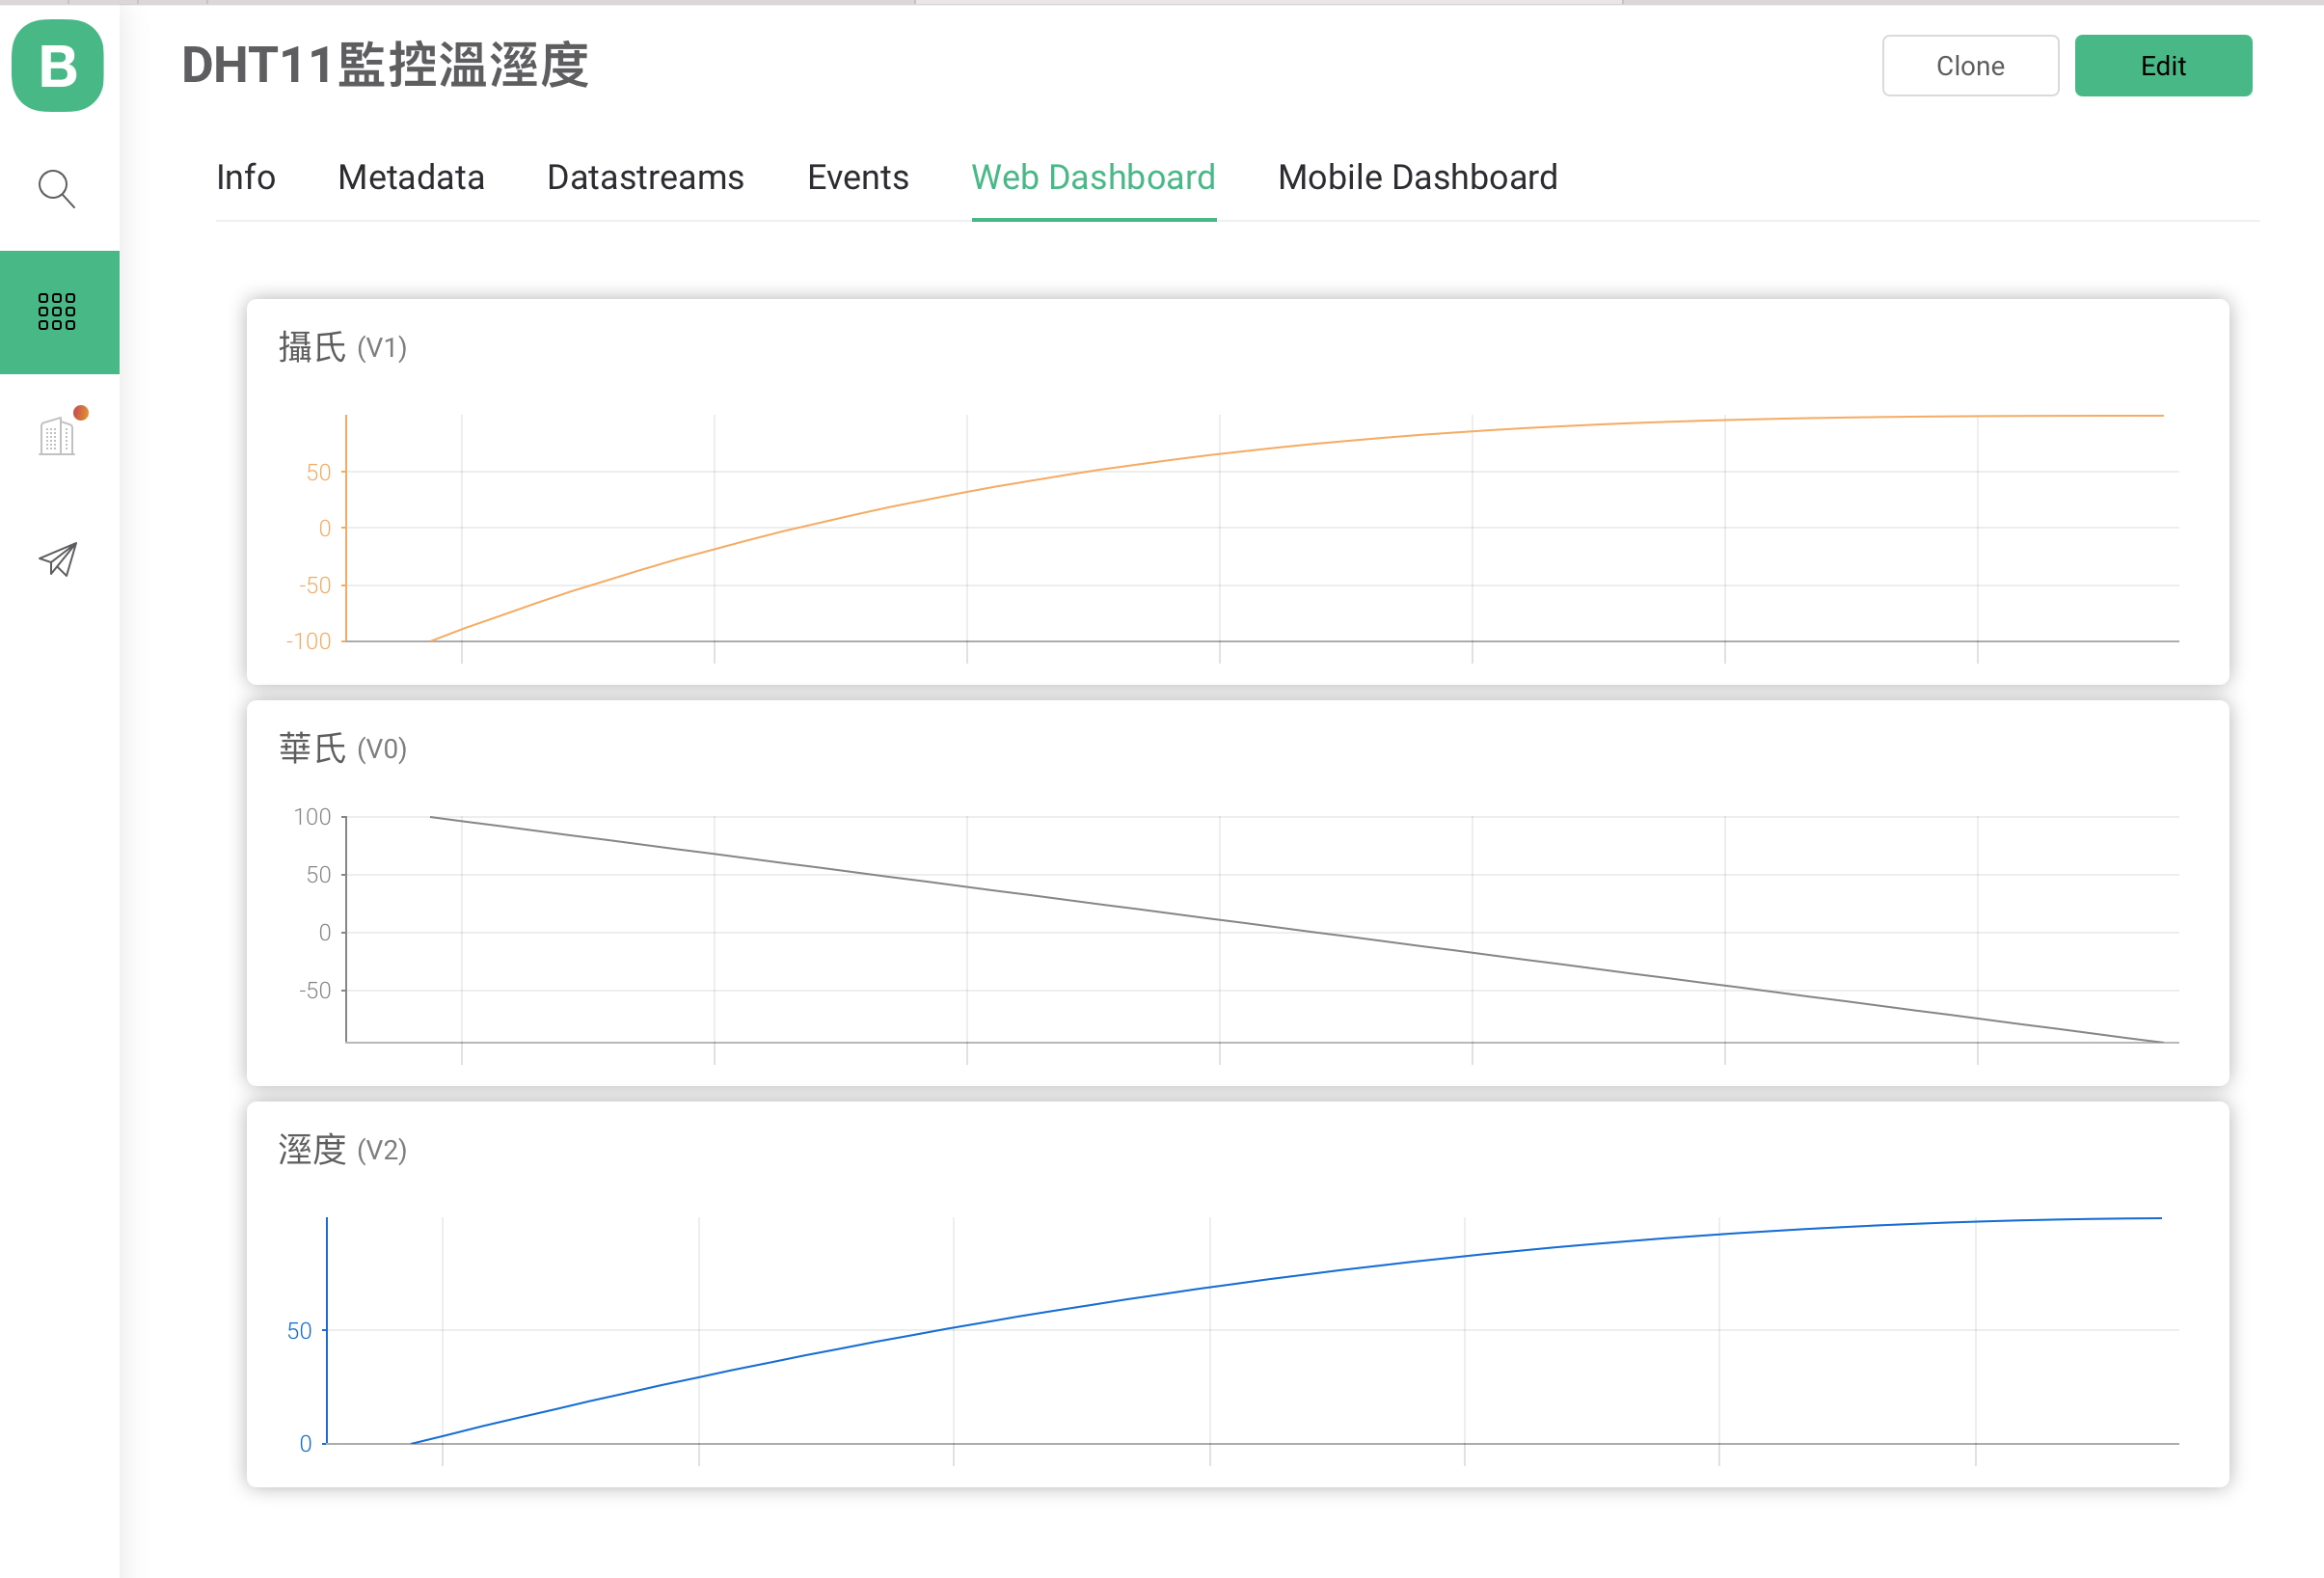 B
DHT11監控溫溼度
Clone
Edit
Info Metadata Datastreams Events Web Dashboard Mobile Dashboard
攝氏 (V1)
50
0
-50
-100
華氏 (V0)
100
50
0
-50
溼度 (V2)
50
0